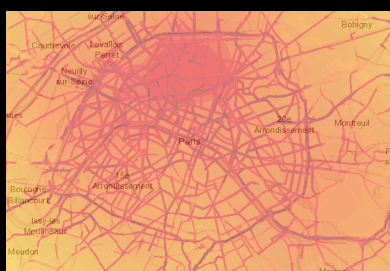 sur-Seine
Bobigny
Courbevoie
Levallois
Perret
Neuilly
sur-Seine
20e
Arrondissement
Montreuil
Paris
15e
Arrondissement
Boulogne
Billancourt
Issy-les
Moulineaux
Meudon